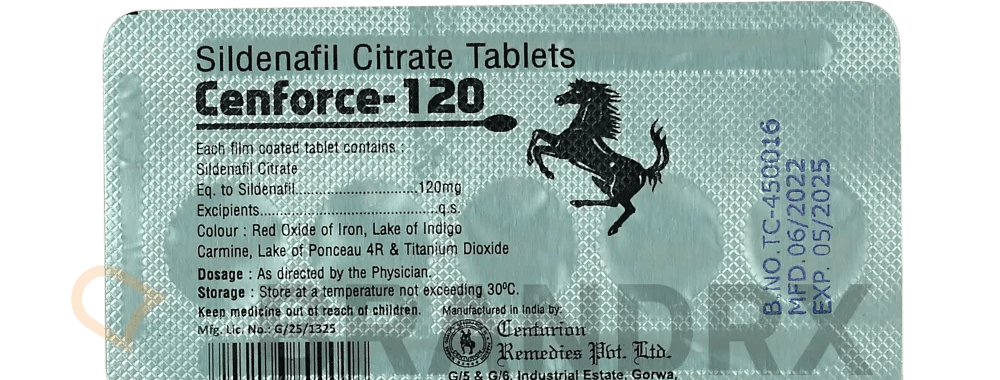 Sildenafil Citrate Tablets
Cenforce-120
Each film coated tablet contains :
Sildenafil Citrate
Eq. to Sildenafil..............................120mg
Excipients............................................q.s.
Colour : Red Oxide of Iron, Lake of Indigo
Carmine, Lake of Ponceau 4R & Titanium Dioxide
Dosage : As directed by the Physician.
Storage : Store at a temperature not exceeding 30ºC.
Keep medicine out of reach of children.
Mfg. Lic. No.: G/25/1325
Manufactured in India by:
Centurion
Remedies Pvt. Ltd.
G/5 & G/6, Industrial Estate, Gorwa,
B.NO.TC-450016
MFD.06/2022
EXP. 05/2025